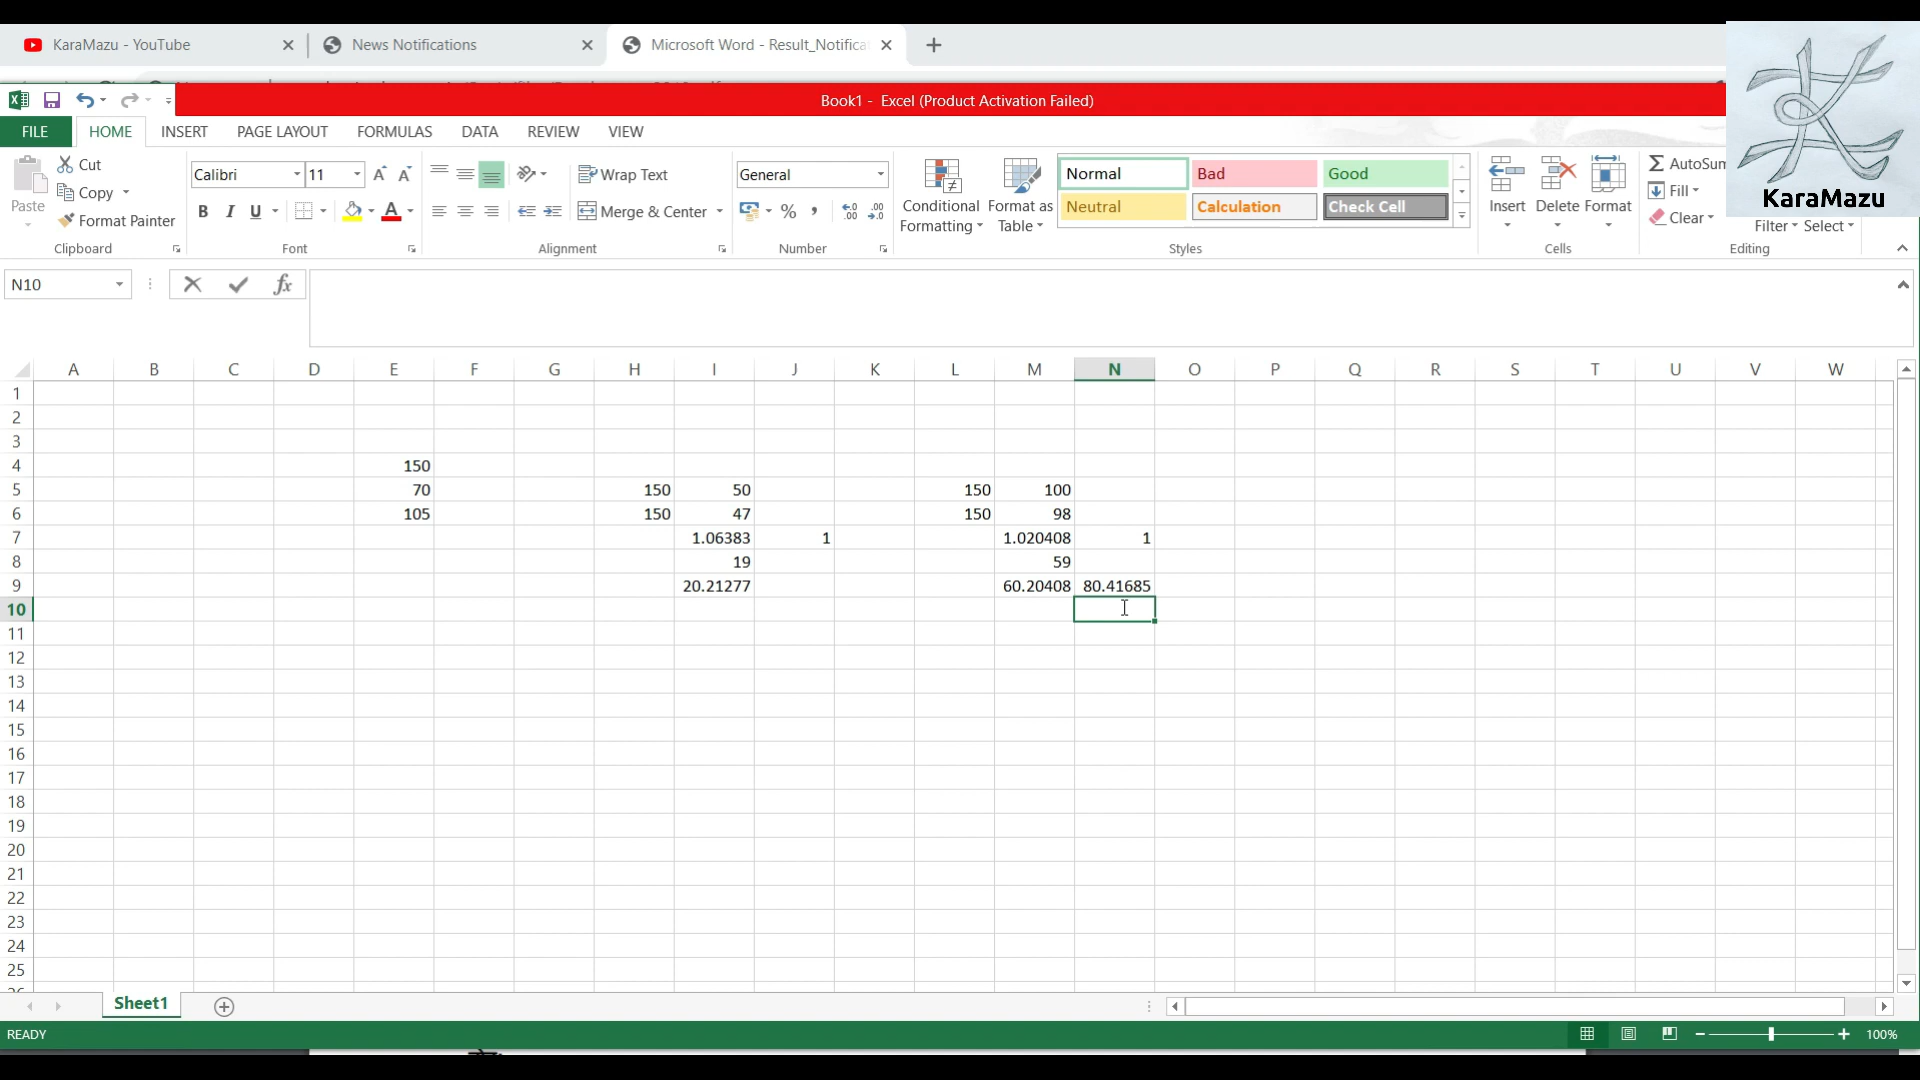 KaraMazu - YouTube News Notifications Microsoft Word - Result_Notifica
Book1 - Excel (Product Activation Failed)
FILE HOME INSERT PAGE LAYOUT FORMULAS DATA REVIEW VIEW
KaraMazu
Paste
Cut
Copy
Format Painter
Clipboard
Calibri 11
B I U
Font
Wrap Text
Merge & Center
Alignment
General
%
Number
Conditional Formatting
Format as Table
Normal Bad Good
Neutral Calculation Check Cell
Styles
Insert Delete Format
Cells
AutoSum
Fill
Clear
Filter Select
Editing
N10 fx
A B C D E F G H I J K L M N O P Q R S T U V W
1
2
3
4 150
5 70 150 50 150 100
6 105 150 47 150 98
7 1.06383 1 1.020408 1
8 19 59
9 20.21277 60.20408 80.41685
10
11
12
13
14
15
16
17
18
19
20
21
22
23
24
25
Sheet1
READY 100%